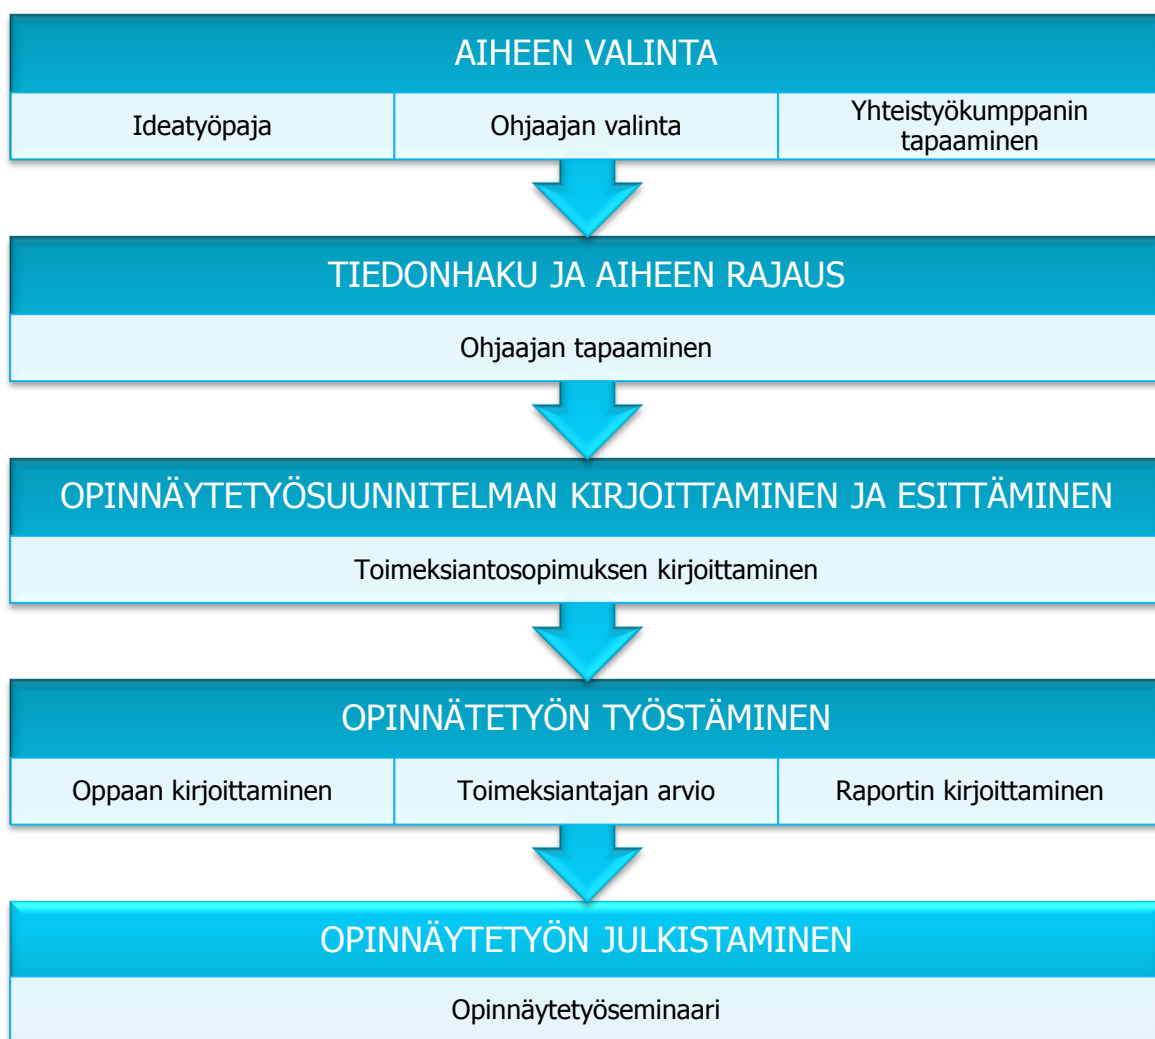 AIHEEN VALINTA
Ideatyöpaja
Ohjaajan valinta
Yhteistyökumppanin
tapaaminen
TIEDONHAKU JA AIHEEN RAJAUS
Ohjaajan tapaaminen
OPINNÄYTETYÖSUUNNITELMAN KIRJOITTAMINEN JA ESITTÄMINEN
Toimeksiantosopimuksen kirjoittaminen
OPINNÄTETYÖN TYÖSTÄMINEN
Oppaan kirjoittaminen
Toimeksiantajan arvio
Raportin kirjoittaminen
OPINNÄYTETYÖN JULKISTAMINEN
Opinnäytetyöseminaari